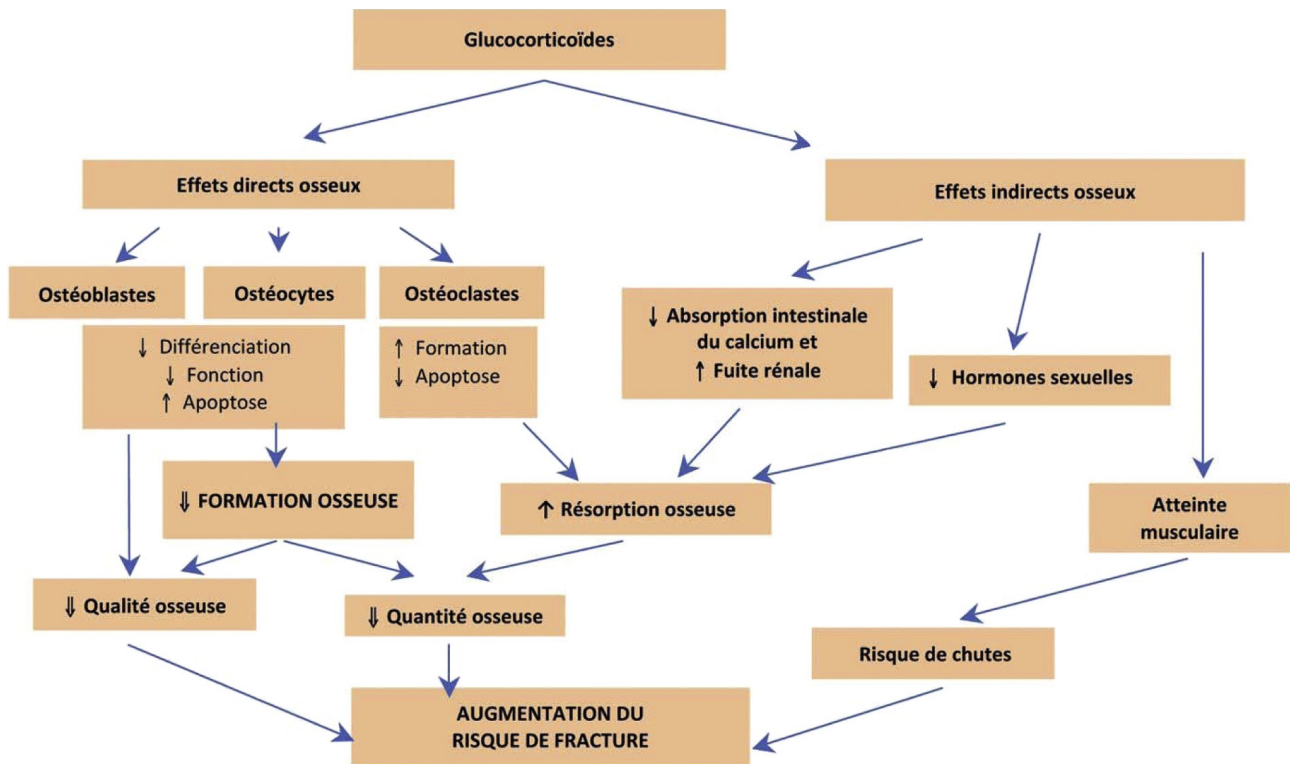 Glucocorticoïdes
Effets directs osseux
Effets indirects osseux
Ostéoblastes
Ostéocytes
Ostéoclastes
↓ Différenciation
↓ Fonction
↑ Apoptose
↑ Formation
↓ Apoptose
↓ Absorption intestinale
du calcium et
↑ Fuite rénale
↓ Hormones sexuelles
⇓ FORMATION OSSEUSE
↑ Résorption osseuse
Atteinte
musculaire
⇓ Qualité osseuse
⇓ Quantité osseuse
Risque de chutes
AUGMENTATION DU
RISQUE DE FRACTURE